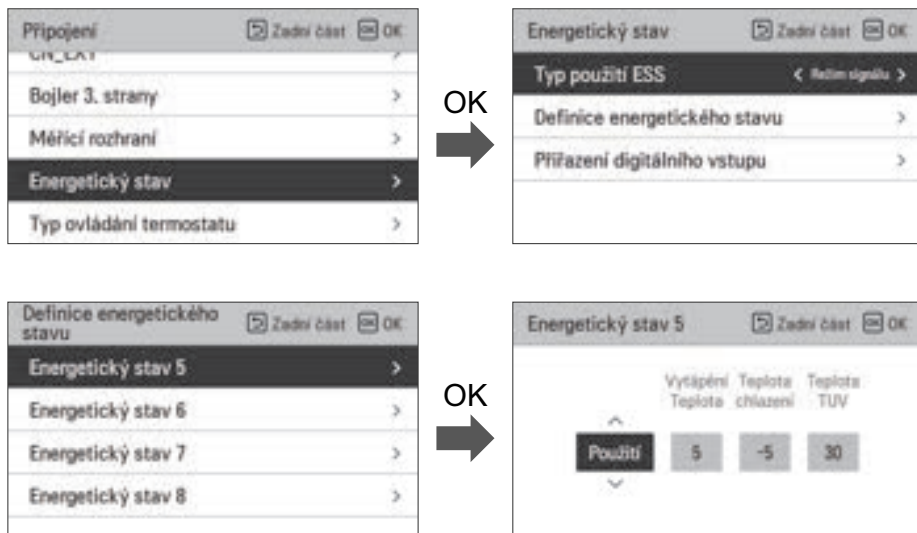 Připojení Zadní část OK
CN_EXT
Bojler 3. strany
Měřicí rozhraní
Energetický stav
Typ ovládání termostatu
OK
Energetický stav Zadní část OK
Typ použití ESS Režim signálu
Definice energetického stavu
Přiřazení digitálního vstupu
Definice energetického
stavu Zadní část OK
Energetický stav 5
Energetický stav 6
Energetický stav 7
Energetický stav 8
OK
Energetický stav 5 Zadní část OK
Vytápění Teplota Teplota
Teplota chlazení TUV
Použití 5 -5 30